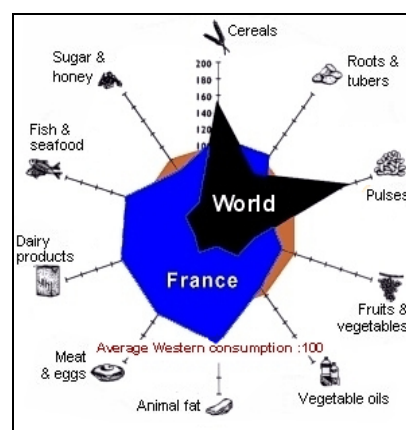 Cereals
200
180
160
140
120
Sugar &
honey
Roots &
tubers
Fish &
seafood
Pulses
World
Dairy
products
France
Fruits &
vegetables
Average Western consumption :100
Meat
& eggs
Vegetable oils
Animal fat